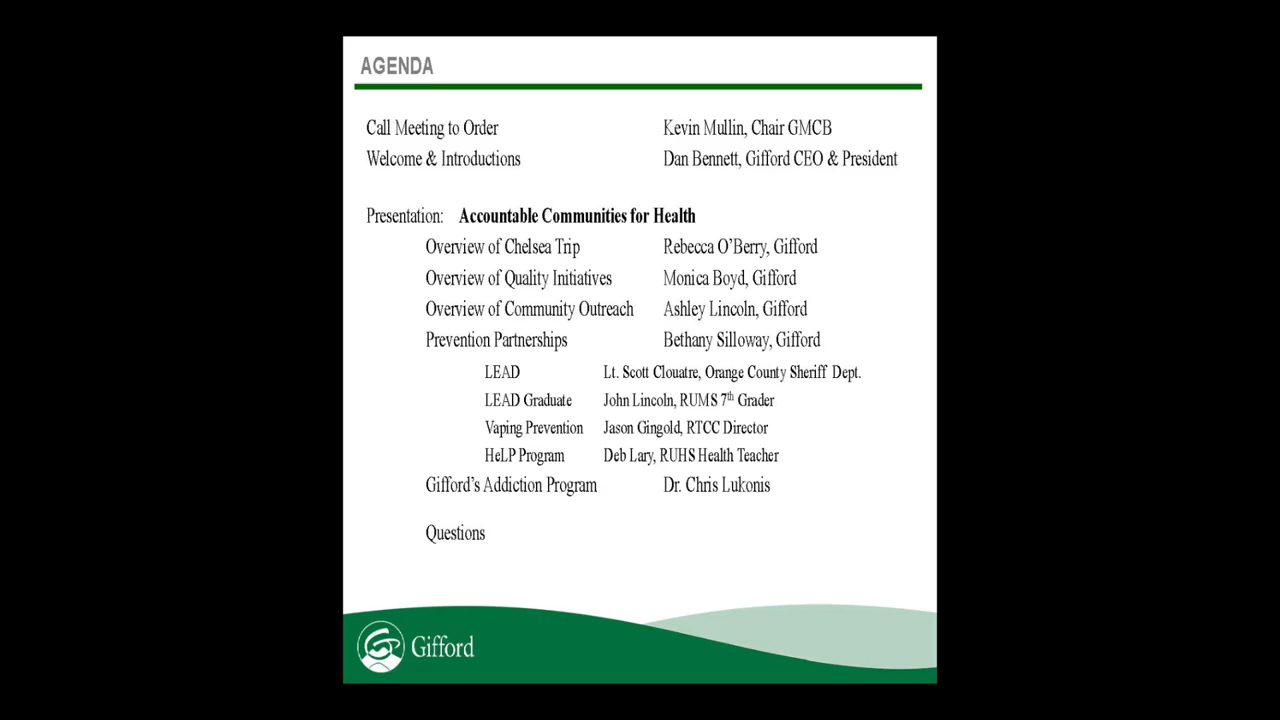 AGENDA
Call Meeting to Order Kevin Mullin, Chair GMCB
Welcome & Introductions Dan Bennett, Gifford CEO & President
Presentation: Accountable Communities for Health
Overview of Chelsea Trip Rebecca O’Berry, Gifford
Overview of Quality Initiatives Monica Boyd, Gifford
Overview of Community Outreach Ashley Lincoln, Gifford
Prevention Partnerships Bethany Silloway, Gifford
LEAD Lt. Scott Clouatre, Orange County Sheriff Dept.
LEAD Graduate John Lincoln, RUMS 7th Grader
Vaping Prevention Jason Gingold, RTCC Director
HeLP Program Deb Lary, RUHS Health Teacher
Gifford’s Addiction Program Dr. Chris Lukonis
Questions
Gifford